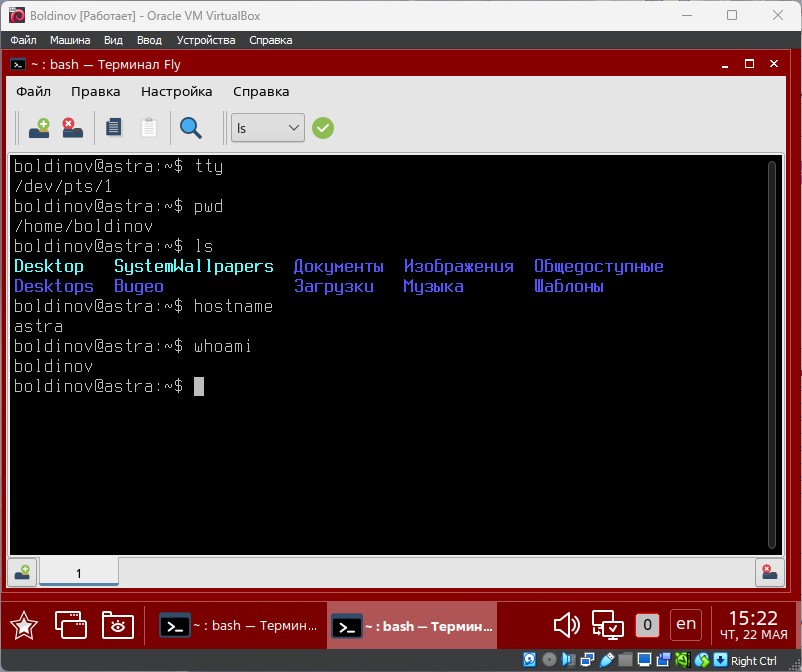 Boldinov [Работает] - Oracle VM VirtualBox
Файл Машина Вид Ввод Устройства Справка
~ : bash — Терминал Fly
Файл Правка Настройка Справка
ls
boldinov@astra:~$ tty
/dev/pts/1
boldinov@astra:~$ pwd
/home/boldinov
boldinov@astra:~$ ls
Desktop SystemWallpapers Документы Изображения Общедоступные
Desktops Видео Загрузки Музыка Шаблоны
boldinov@astra:~$ hostname
astra
boldinov@astra:~$ whoami
boldinov
boldinov@astra:~$
1
~ : bash — Термин... ~ : bash — Термин... 0 en 15:22
ЧТ, 22 МАЯ
Right Ctrl